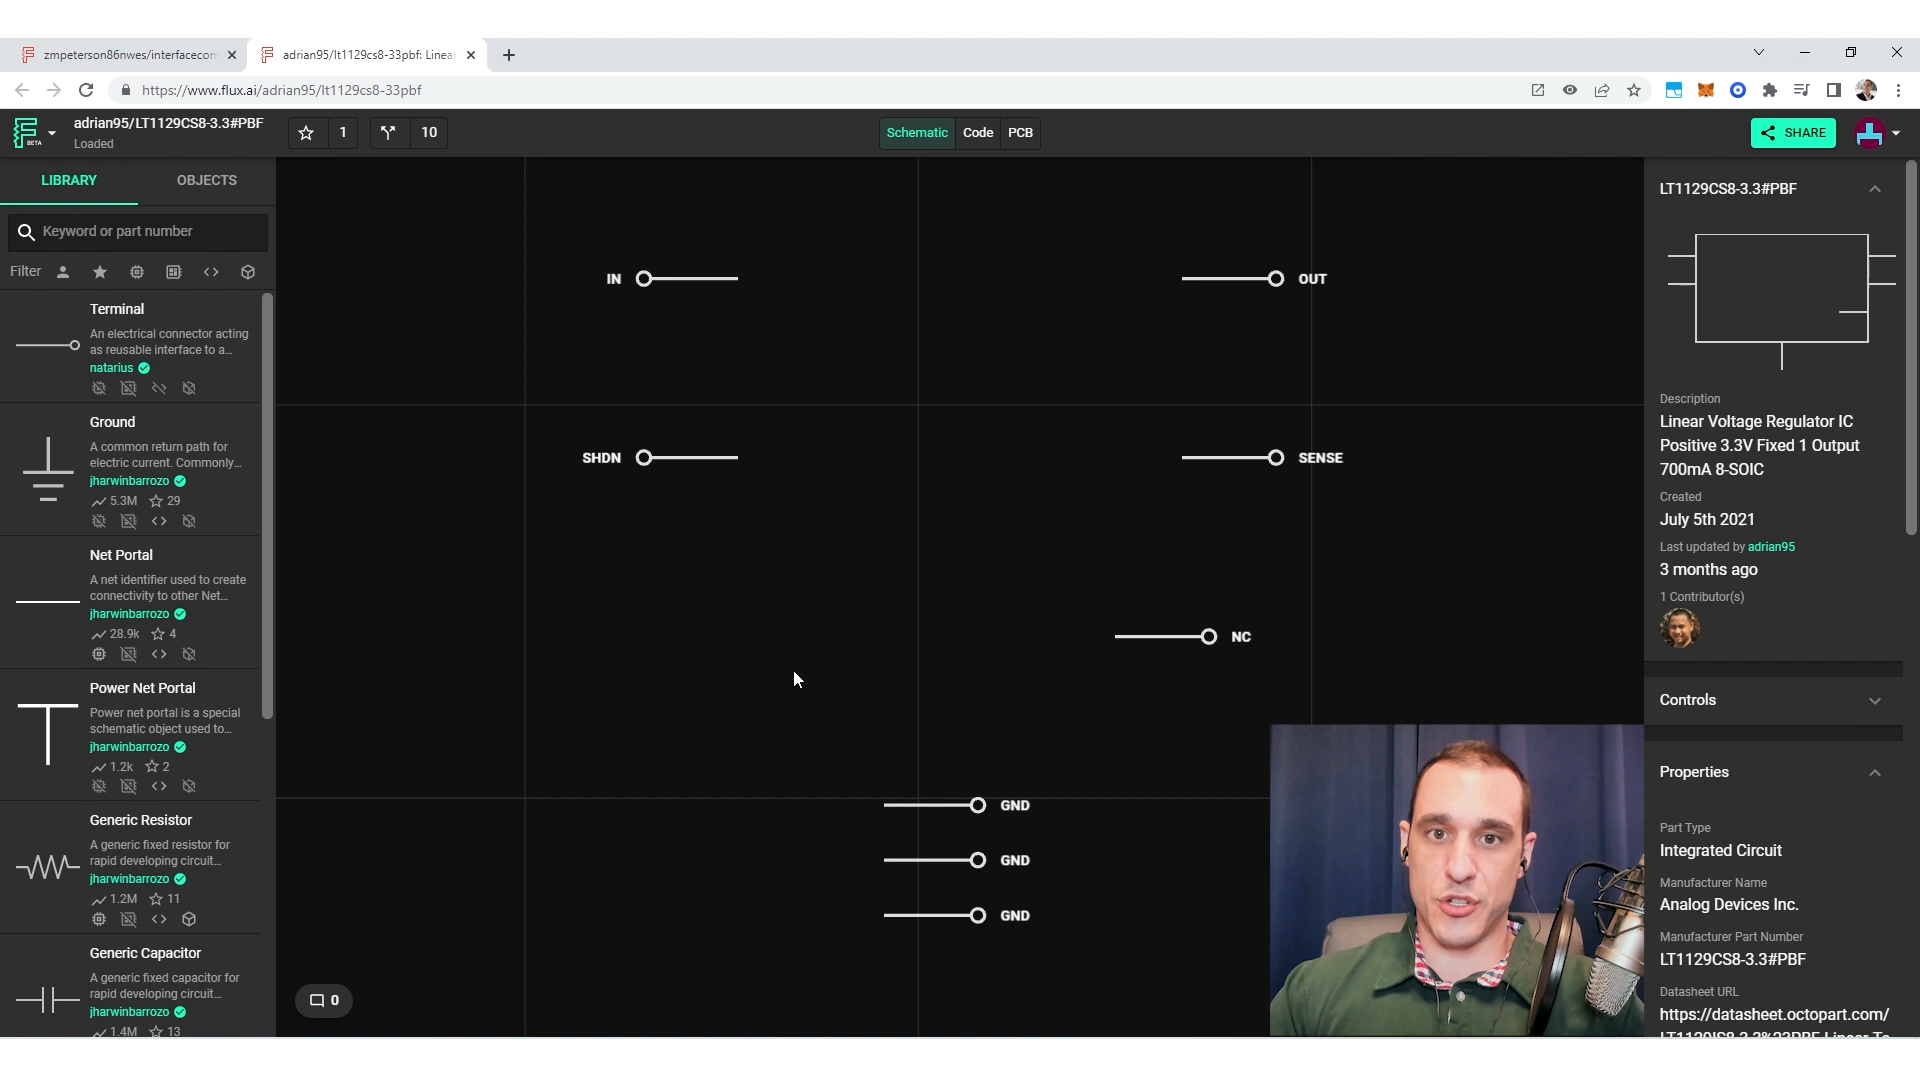 zmpeterson86nwes/interfacecon
adrian95/lt1129cs8-33pbf: Linear
https://www.flux.ai/adrian95/lt1129cs8-33pbf
BETA
adrian95/LT1129CS8-3.3#PBF
Loaded
1
10
Schematic
Code
PCB
SHARE
LIBRARY
OBJECTS
Keyword or part number
Filter
Terminal
An electrical connector acting
as reusable interface to a...
natarius
Ground
A common return path for
electric current. Commonly...
jharwinbarrozo
5.3M
29
Net Portal
A net identifier used to create
connectivity to other Net...
jharwinbarrozo
28.9k
4
Power Net Portal
Power net portal is a special
schematic object used to...
jharwinbarrozo
1.2k
2
Generic Resistor
A generic fixed resistor for
rapid developing circuit...
jharwinbarrozo
1.2M
11
Generic Capacitor
A generic fixed capacitor for
rapid developing circuit...
jharwinbarrozo
1.4M
13
IN
OUT
SHDN
SENSE
NC
GND
GND
GND
0
LT1129CS8-3.3#PBF
Description
Linear Voltage Regulator IC
Positive 3.3V Fixed 1 Output
700mA 8-SOIC
Created
July 5th 2021
Last updated by adrian95
3 months ago
1 Contributor(s)
Controls
Properties
Part Type
Integrated Circuit
Manufacturer Name
Analog Devices Inc.
Manufacturer Part Number
LT1129CS8-3.3#PBF
Datasheet URL
https://datasheet.octopart.com/